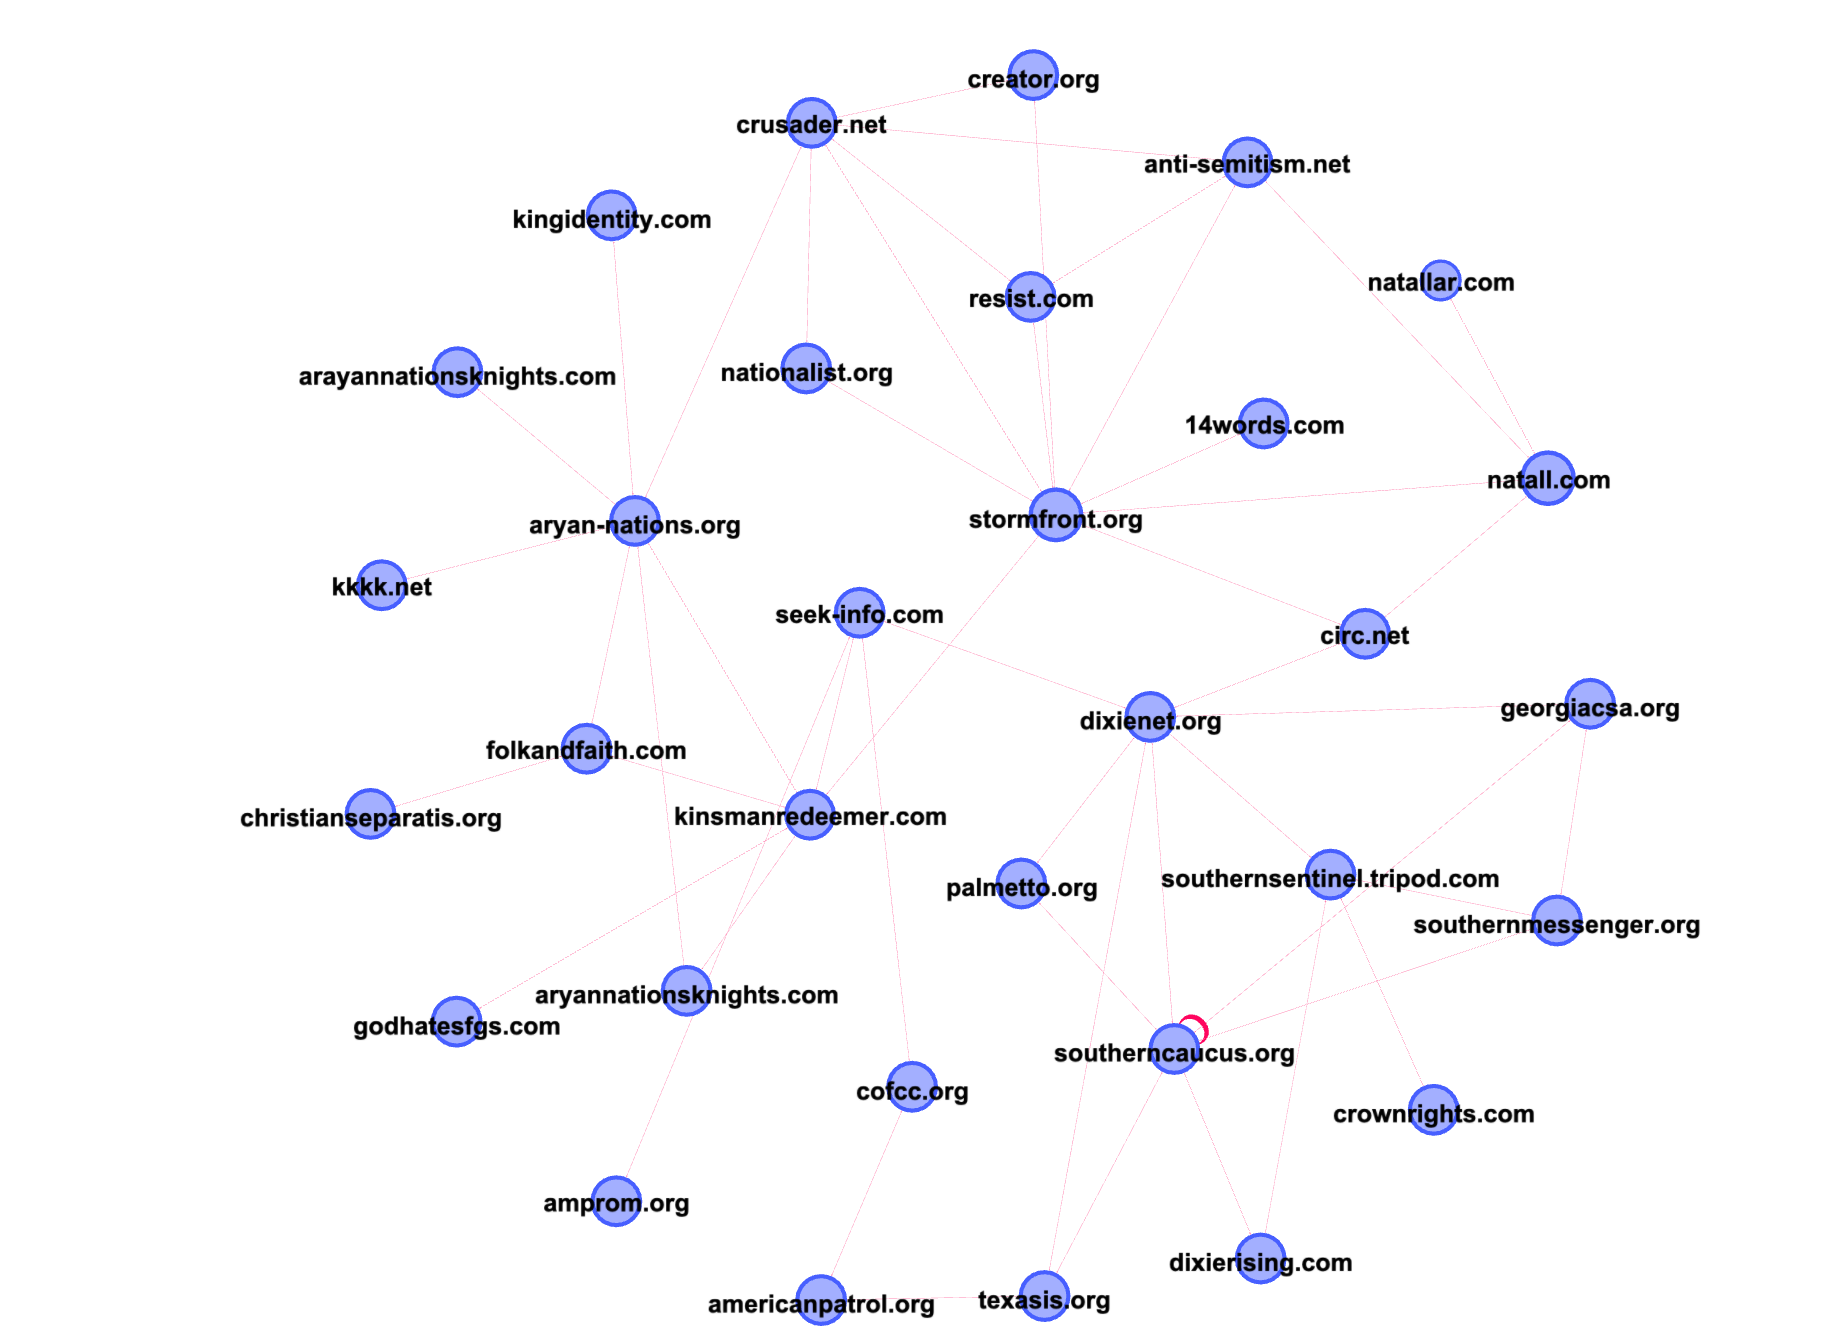 creator.org
crusader.net
anti-semitism.net
kingidentity.com
natallar.com
resist.com
nationalist.org
arayannationsknights.com
14words.com
natall.com
stormfront.org
aryan-nations.org
kkkk.net
seek-info.com
circ.net
georgiacsa.org
dixienet.org
folkandfaith.com
christianseparatis.org
kinsmanredeemer.com
southernsentinel.tripod.com
palmetto.org
southernmessenger.org
aryannationsknights.com
godhatesfgs.com
southerncaucus.org
cofcc.org
crownrights.com
amprom.org
dixierising.com
texasis.org
americanpatrol.org